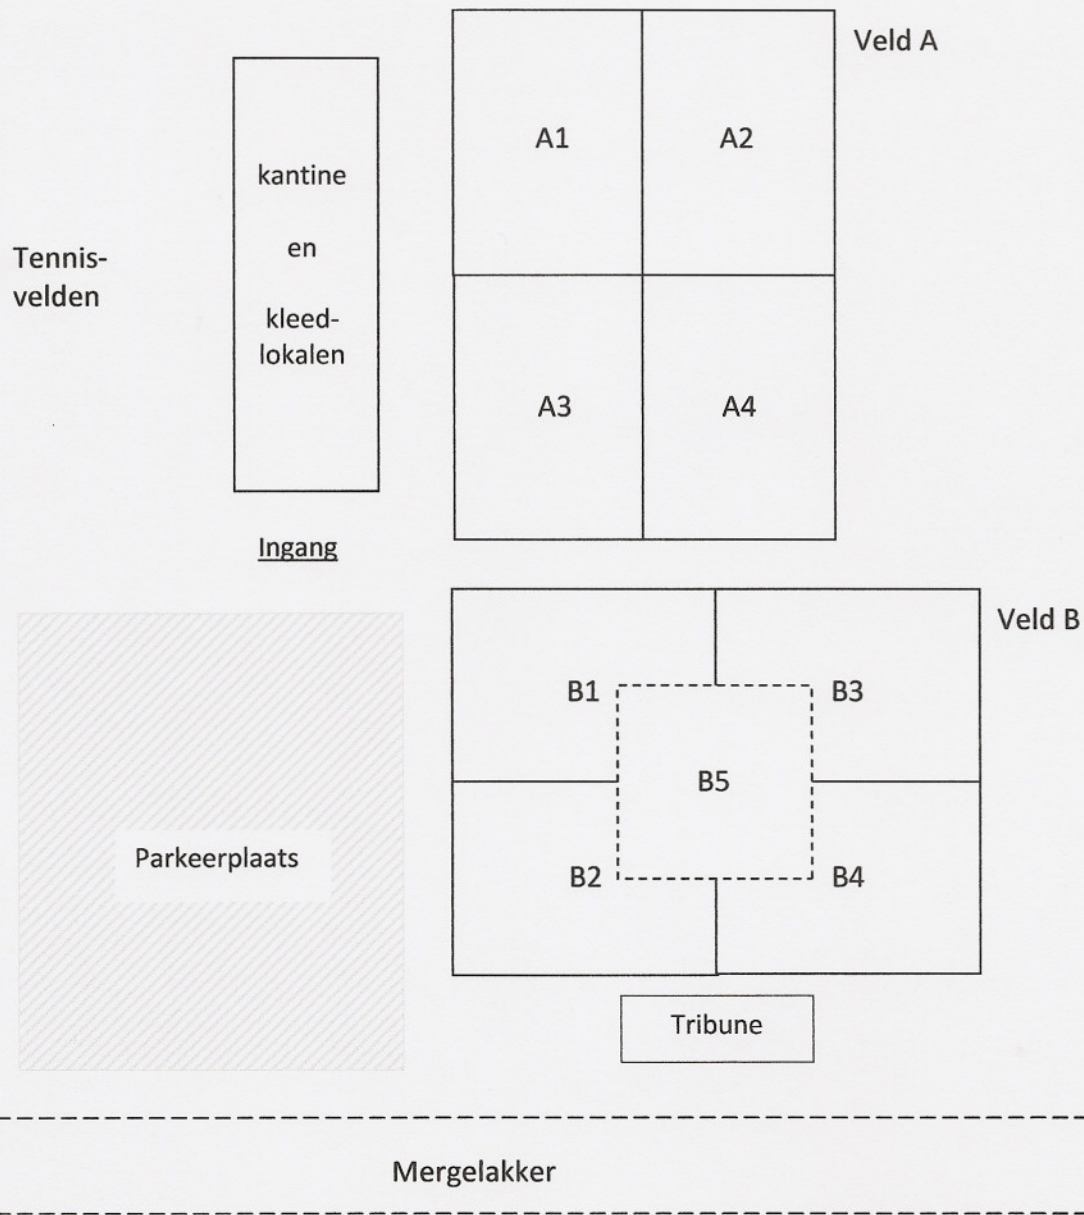 Veld A
A1
A2
kantine
en
kleed-
lokalen
Tennis-
velden
A3
A4
Ingang
Veld B
B1
B3
B5
B2
B4
Parkeerplaats
Tribune
Mergelakker